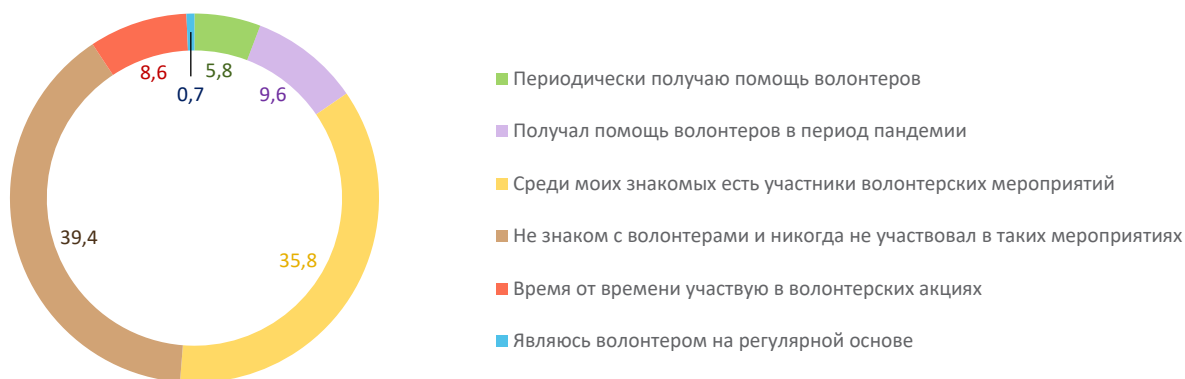 8,6
5,8
0,7
9,6
39,4
35,8
Периодически получаю помощь волонтеров
Получал помощь волонтеров в период пандемии
Среди моих знакомых есть участники волонтерских мероприятий
Не знаком с волонтерами и никогда не участвовал в таких мероприятиях
Время от времени участвую в волонтерских акциях
Являюсь волонтером на регулярной основе